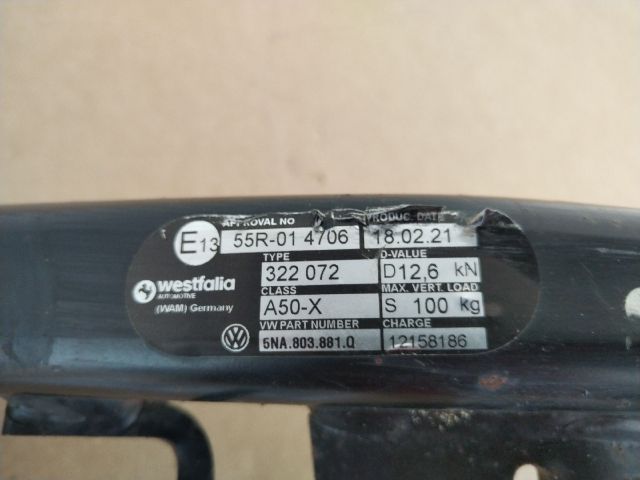 APPROVAL NO PRODUC. DATE
E13 55R-01 4706 18.02.21
TYPE D-VALUE
322 072 D12,6 kN
westfalia CLASS MAX. VERT. LOAD
AUTOMOTIVE
(WAM) Germany A50-X S 100 kg
VW PART NUMBER CHARGE
VW 5NA.803.881.Q 12158186